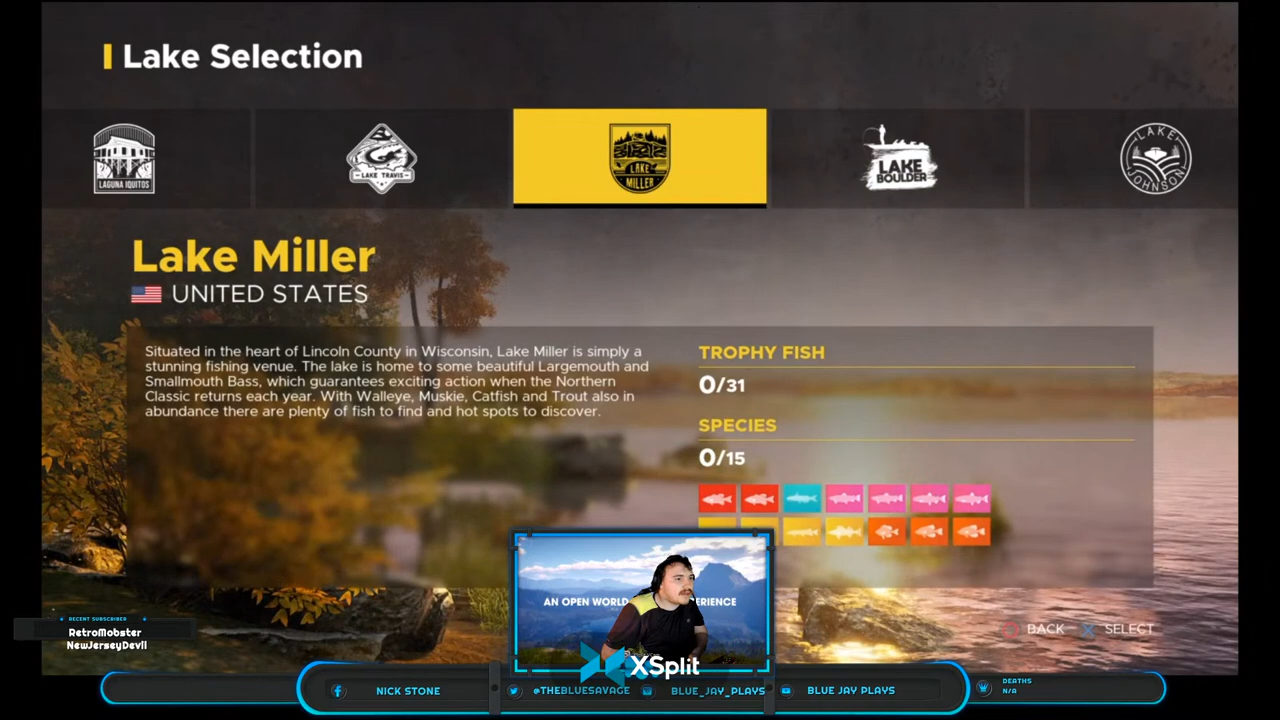 Lake Selection
LAGUNA IQUITOS
LAKE TRAVIS
LAKE MILLER
LAKE BOULDER
LAKE JOHNSON
Lake Miller
UNITED STATES
Situated in the heart of Lincoln County in Wisconsin, Lake Miller is simply a
stunning fishing venue. The lake is home to some beautiful Largemouth and
Smallmouth Bass, which guarantees exciting action when the Northern
Classic returns each year. With Walleye, Muskie, Catfish and Trout also in
abundance there are plenty of fish to find and hot spots to discover.
TROPHY FISH
0/31
SPECIES
0/15
AN OPEN WORLD ERIENCE
BACK
SELECT
RECENT SUBSCRIBER
RetroMobster
NewJerseyDevil
XSplit
NICK STONE
@THEBLUESAVAGE
BLUE_JAY_PLAYS
BLUE JAY PLAYS
DEATHS
N/A